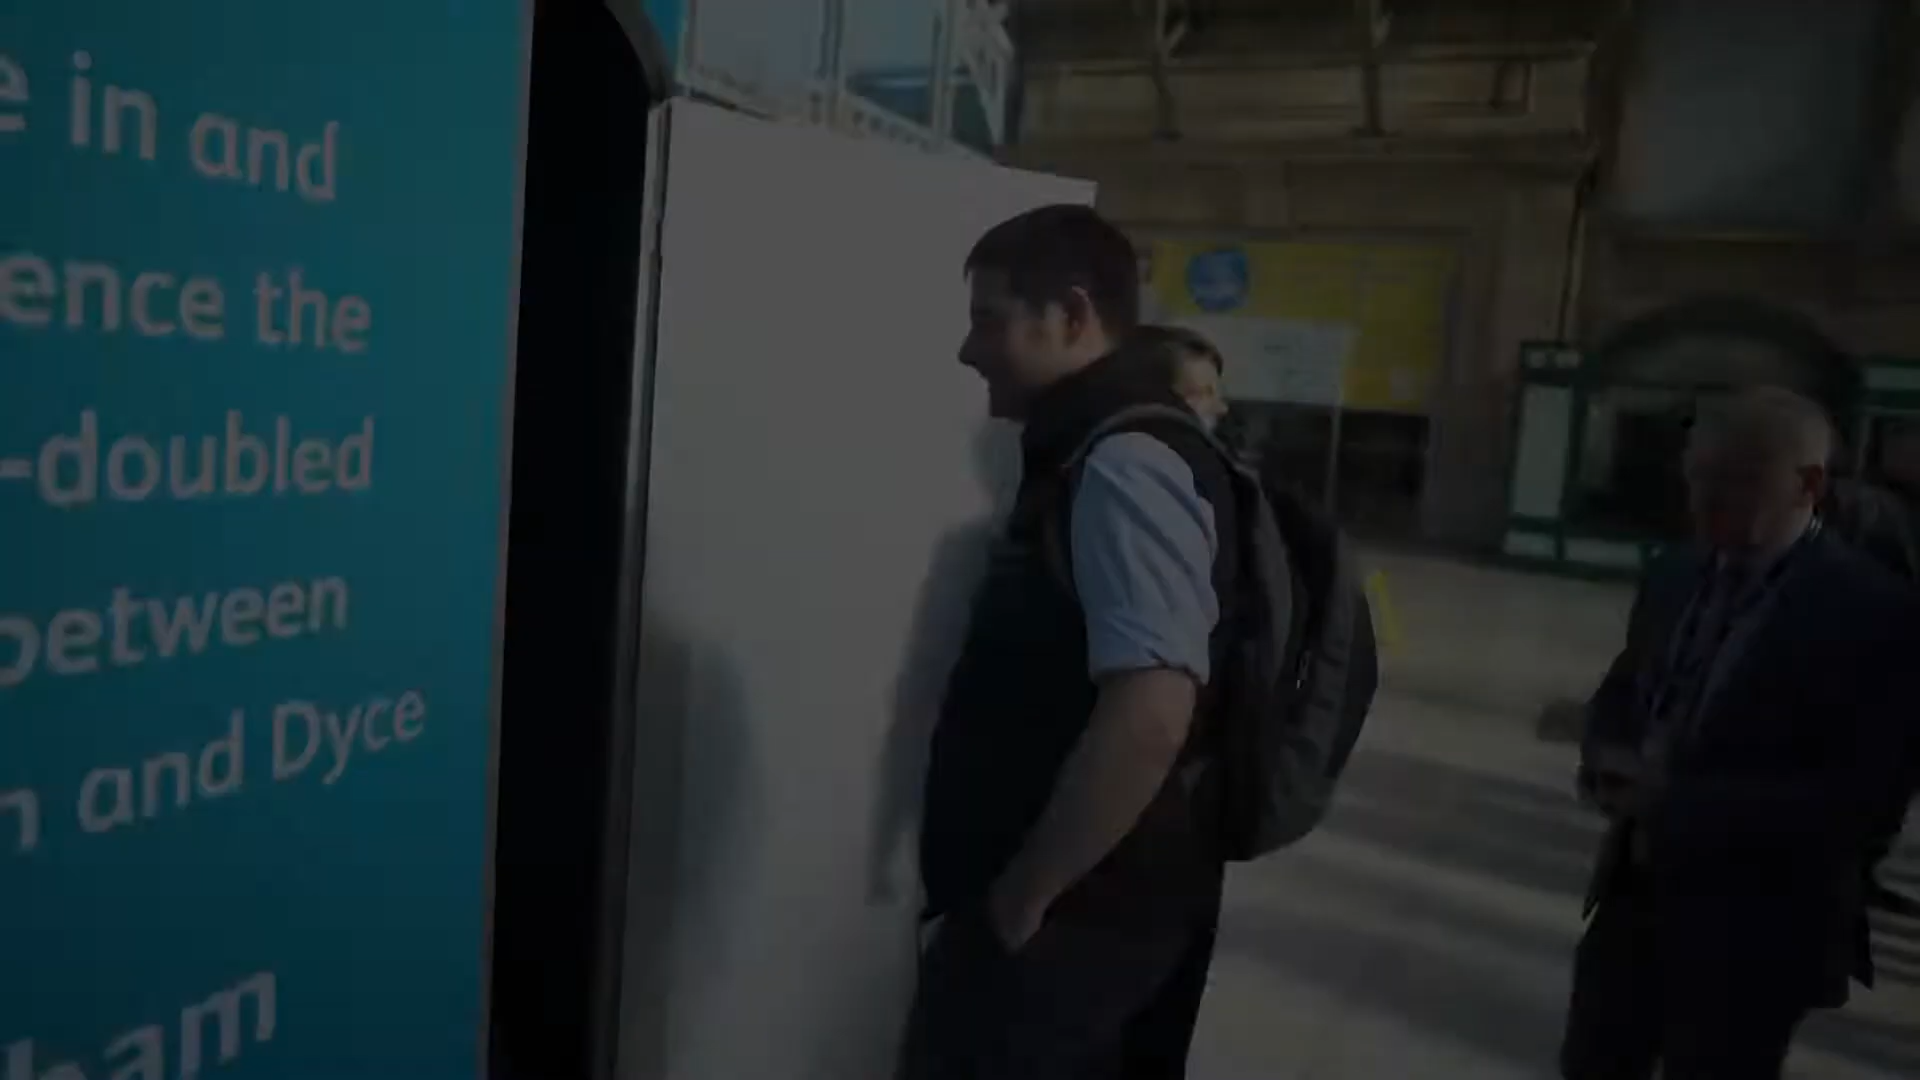 in and
ence the
-doubled
between
and Dyce
ham